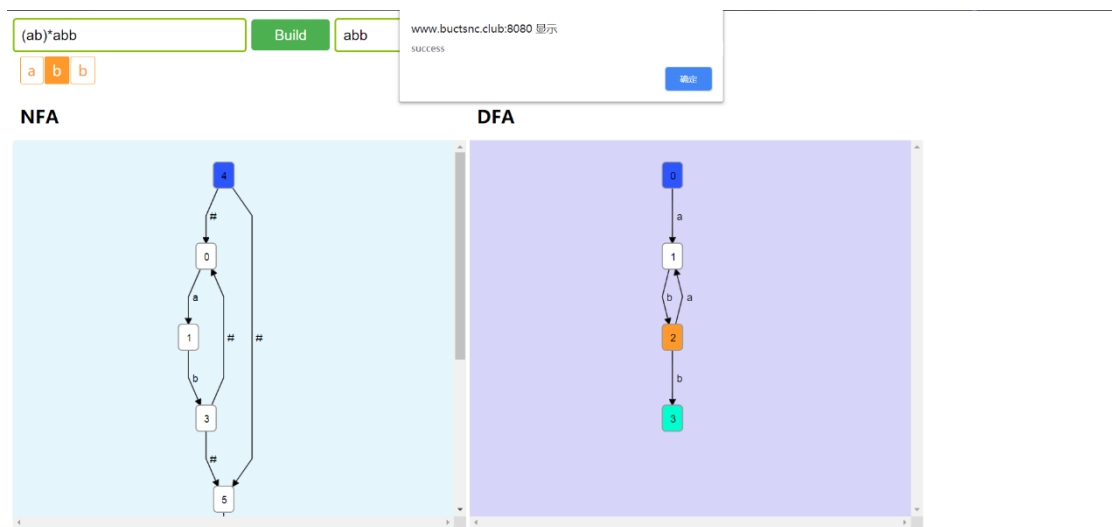 (ab)*abb
Build
abb
www.buctsnc.club:8080 显示
success
确定
a b b
NFA
DFA
4
#
0
a
1
#
#
b
3
#
5
0
a
1
b
a
2
b
3